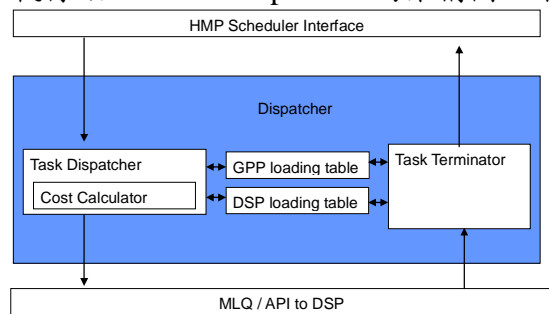 HMP Scheduler Interface
Dispatcher
Task Dispatcher
Cost Calculator
GPP loading table
DSP loading table
Task Terminator
MLQ / API to DSP